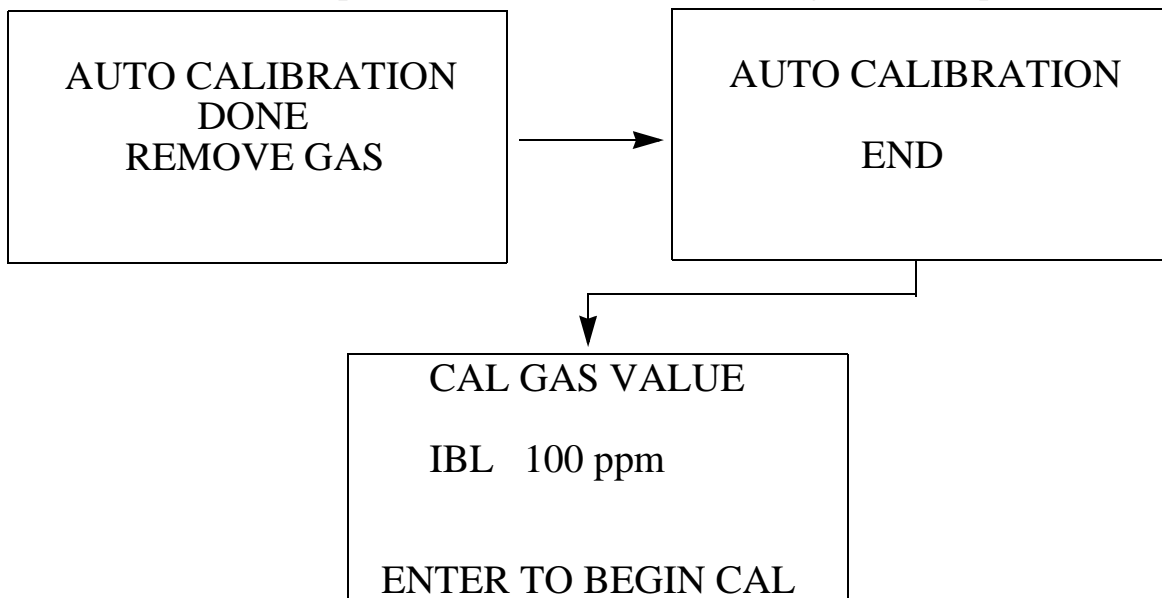 AUTO CALIBRATION
DONE
REMOVE GAS
AUTO CALIBRATION
END
CAL GAS VALUE
IBL 100 ppm
ENTER TO BEGIN CAL